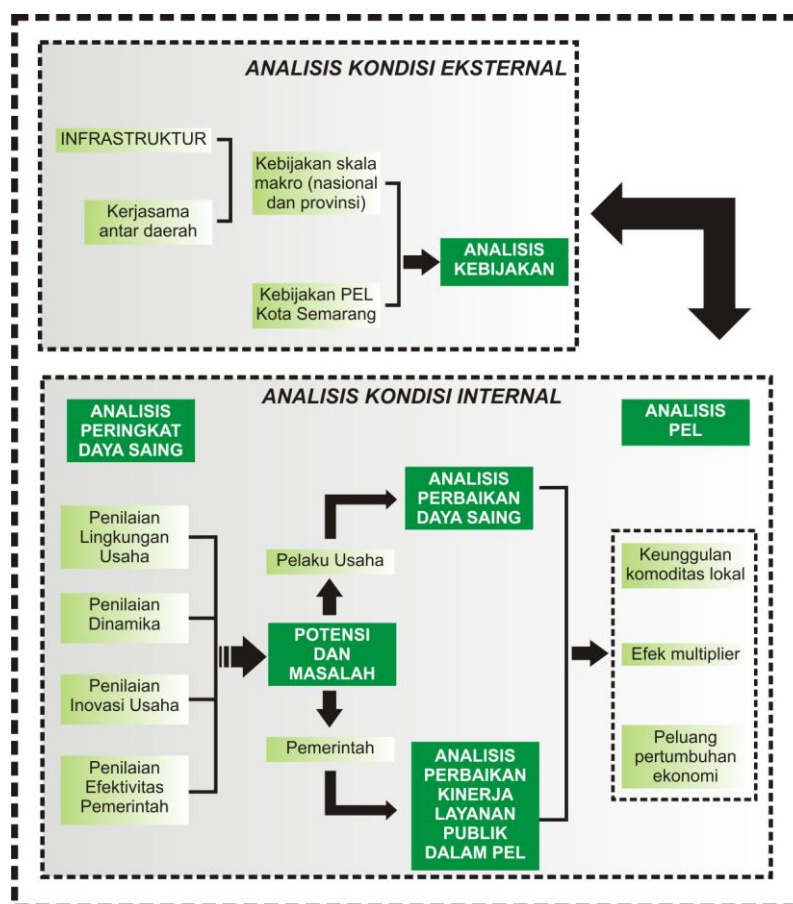 ANALISIS KONDISI EKSTERNAL
INFRASTRUKTUR
Kerjasama
antar daerah
Kebijakan skala
makro (nasional
dan provinsi)
Kebijakan PEL
Kota Semarang
ANALISIS
KEBIJAKAN
ANALISIS KONDISI INTERNAL
ANALISIS
PERINGKAT
DAYA SAING
Penilaian
Lingkungan
Usaha
Penilaian
Dinamika
Penilaian
Inovasi Usaha
Penilaian
Efektivitas
Pemerintah
Pelaku Usaha
POTENSI
DAN
MASALAH
Pemerintah
ANALISIS
PERBAIKAN
DAYA SAING
ANALISIS
PERBAIKAN
KINERJA
LAYANAN
PUBLIK
DALAM PEL
ANALISIS
PEL
Keunggulan
komoditas lokal
Efek multiplier
Peluang
pertumbuhan
ekonomi